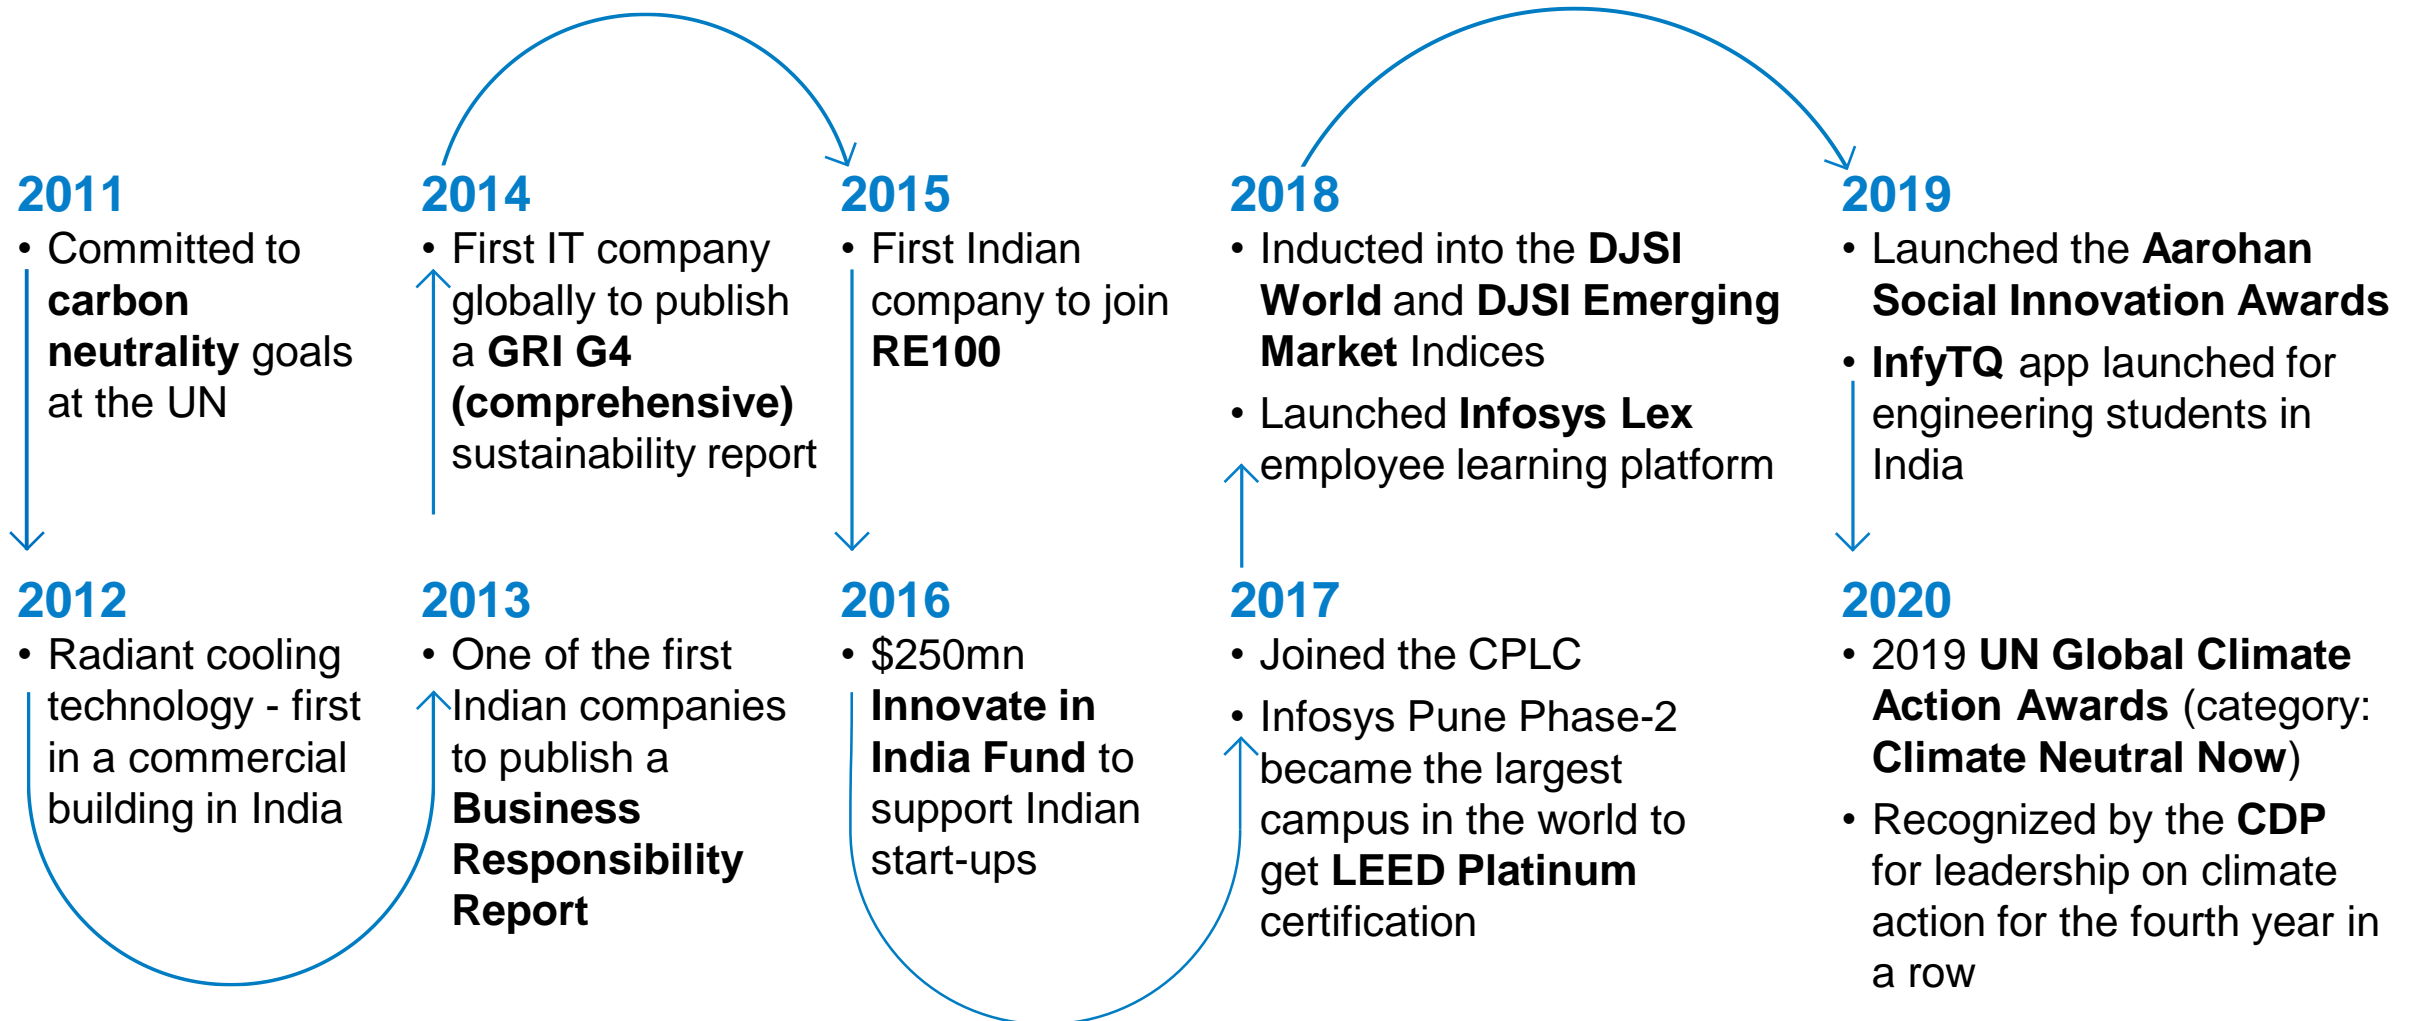 2011
• Committed to
carbon
neutrality goals
at the UN
2012
• Radiant cooling
technology - first
in a commercial
building in India
2013
• One of the first
Indian companies
to publish a
Business
Responsibility
Report
2014
• First IT company
globally to publish
a GRI G4
(comprehensive)
sustainability report
2015
• First Indian
company to join
RE100
2016
• $250mn
Innovate in
India Fund to
support Indian
start-ups
2017
• Joined the CPLC
• Infosys Pune Phase-2
became the largest
campus in the world to
get LEED Platinum
certification
2018
• Inducted into the DJSI
World and DJSI Emerging
Market Indices
• Launched Infosys Lex
employee learning platform
2019
• Launched the Aarohan
Social Innovation Awards
• InfyTQ app launched for
engineering students in
India
2020
• 2019 UN Global Climate
Action Awards (category:
Climate Neutral Now)
• Recognized by the CDP
for leadership on climate
action for the fourth year in
a row